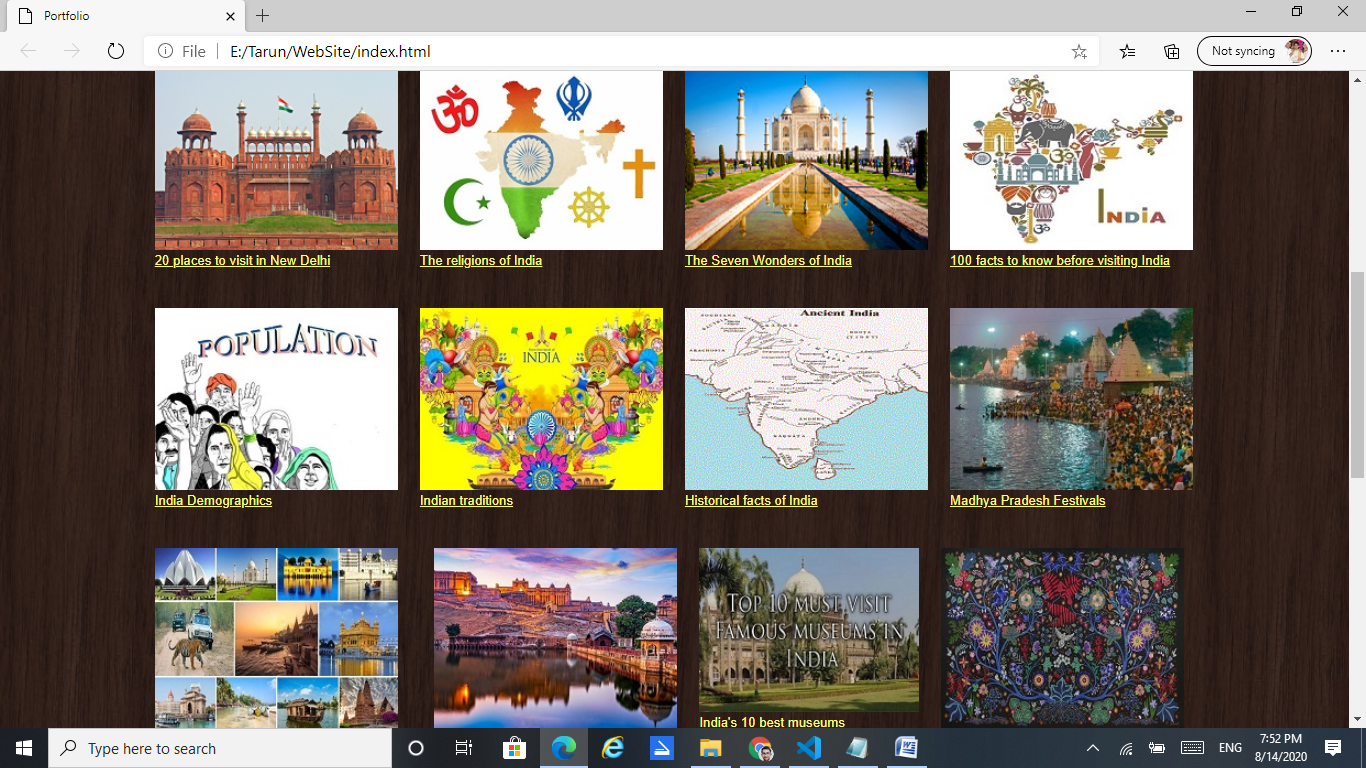 Portfolio
File
E:/Tarun/WebSite/index.html
Not syncing
INDIA
20 places to visit in New Delhi
The religions of India
The Seven Wonders of India
100 facts to know before visiting India
POPULATION
INDIA
Ancient India
India Demographics
Indian traditions
Historical facts of India
Madhya Pradesh Festivals
TOP 10 MUST VISIT
FAMOUS MUSEUMS IN
INDIA
India's 10 best museums
Type here to search
ENG
7:52 PM
8/14/2020